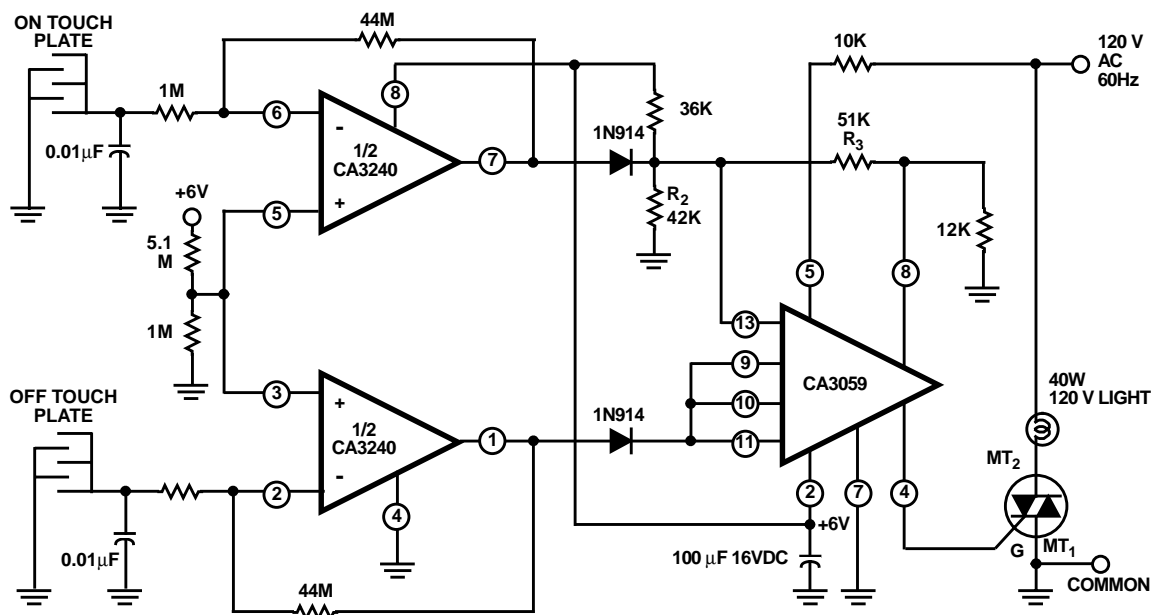 ON TOUCH
PLATE
44M
1M
0.01μF
6
-
8
1/2
CA3240
7
5
+
+6V
5.1
M
1M
36K
1N914
R2
42K
10K
120 V
AC
60Hz
51K
R3
12K
5
8
13
9
10
11
CA3059
2
7
4
+6V
100 μF 16VDC
40W
120 V LIGHT
MT2
G
MT1
COMMON
OFF TOUCH
PLATE
3
+
1/2
CA3240
-
2
1
4
1N914
0.01μF
44M